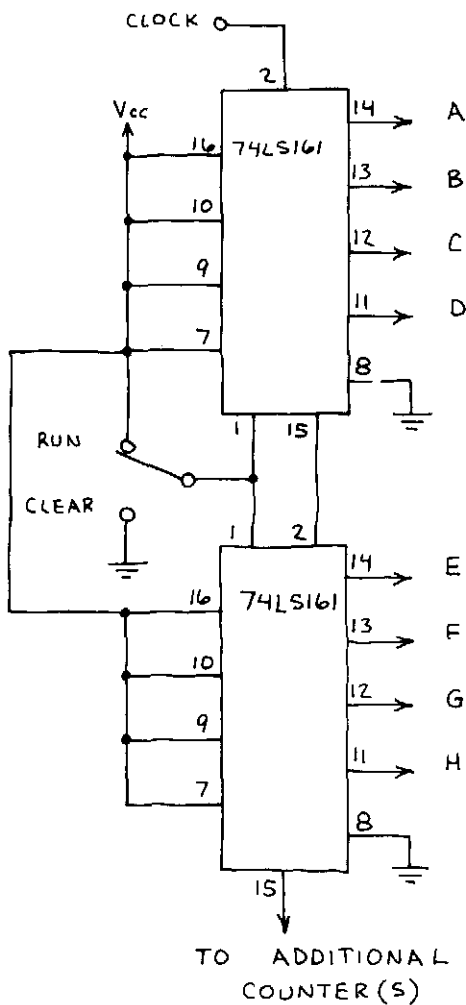 CLOCK
2
Vcc
16 74LS161 14 A
10 13 B
9 12 C
7 11 D
8
1 15
RUN
CLEAR
1 2
16 74LS161 14 E
10 13 F
9 12 G
7 11 H
8
15
TO ADDITIONAL
COUNTER(S)